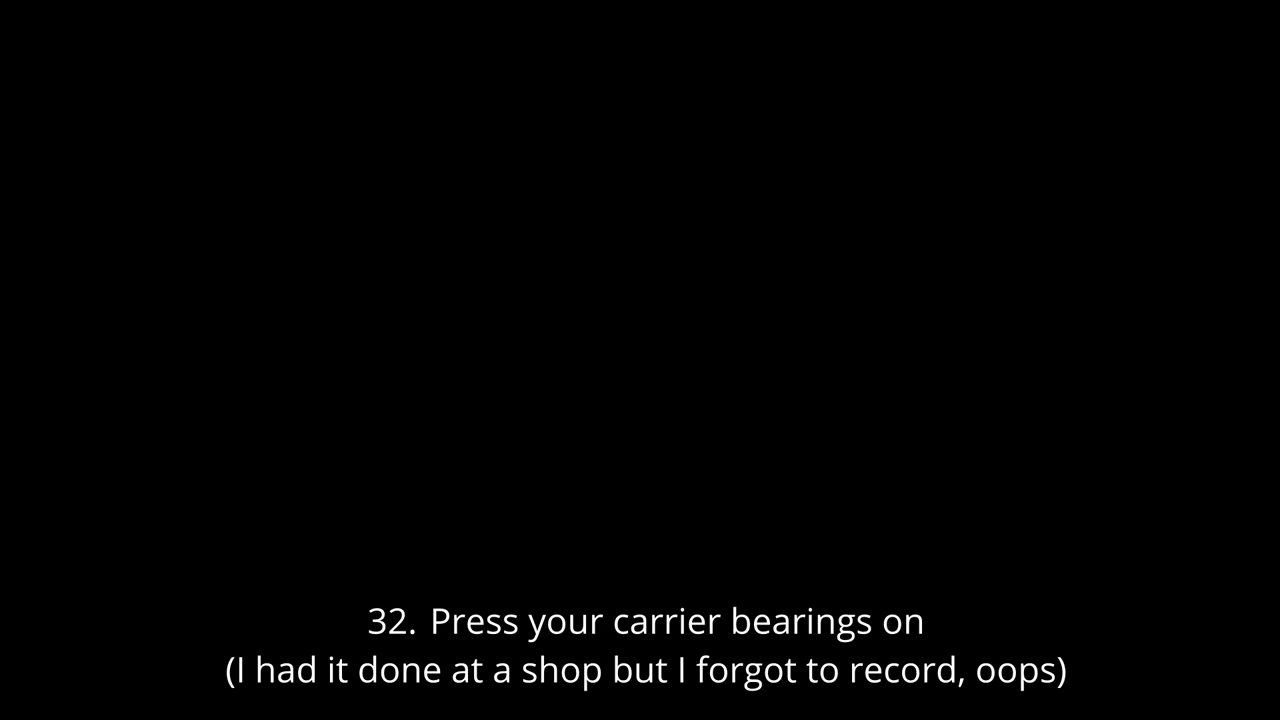 32. Press your carrier bearings on
(I had it done at a shop but I forgot to record, oops)